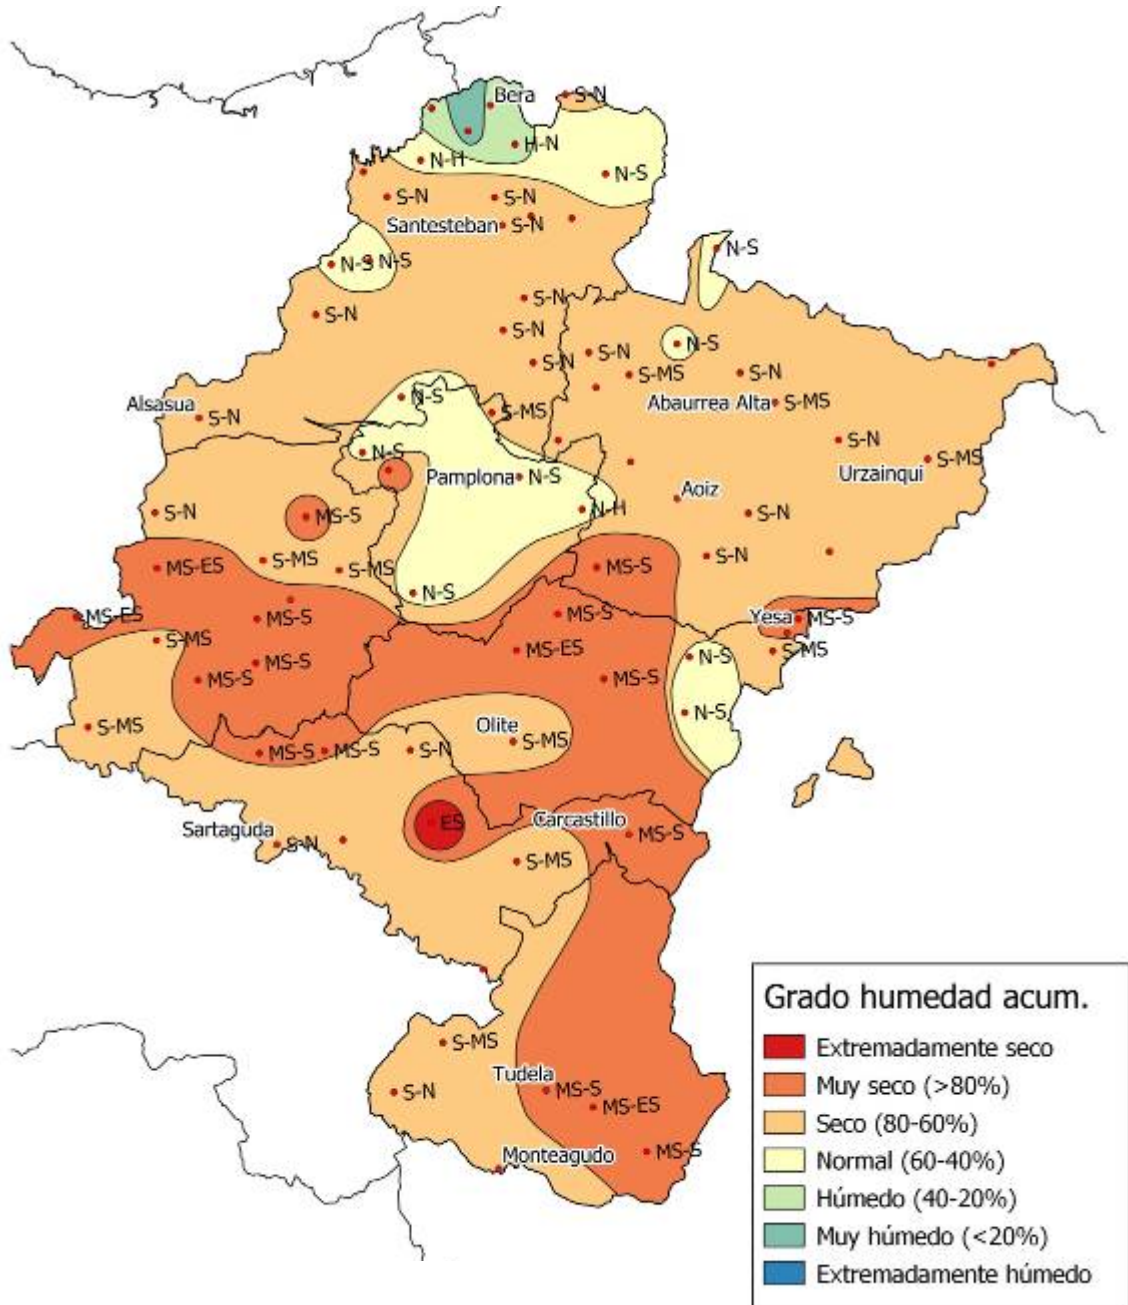 Bera
S-N
H-N
N-H
N-S
S-N
S-N
Santesteban
S-N
N-S
N-S
N-S
S-N
S-N
S-N
N-S
S-N
S-N
S-MS
S-N
N-S
Abaurrea Alta
S-MS
Alsasua
S-N
S-MS
S-N
N-S
Urzainqui
S-MS
Pamplona
N-S
Aoiz
S-N
MS-S
N-H
S-N
S-N
S-MS
S-MS
MS-ES
MS-S
N-S
MS-ES
MS-S
MS-S
Yesa
MS-S
S-MS
MS-ES
S-MS
MS-S
N-S
MS-S
MS-S
N-S
S-MS
Olite
S-MS
MS-S
MS-S
S-N
ES
Carcastillo
MS-S
Sartaguda
S-N
S-MS
S-MS
Tudela
S-N
MS-S
MS-ES
Monteagudo
MS-S
Grado humedad acum.
Extremadamente seco
Muy seco (>80%)
Seco (80-60%)
Normal (60-40%)
Húmedo (40-20%)
Muy húmedo (<20%)
Extremadamente húmedo